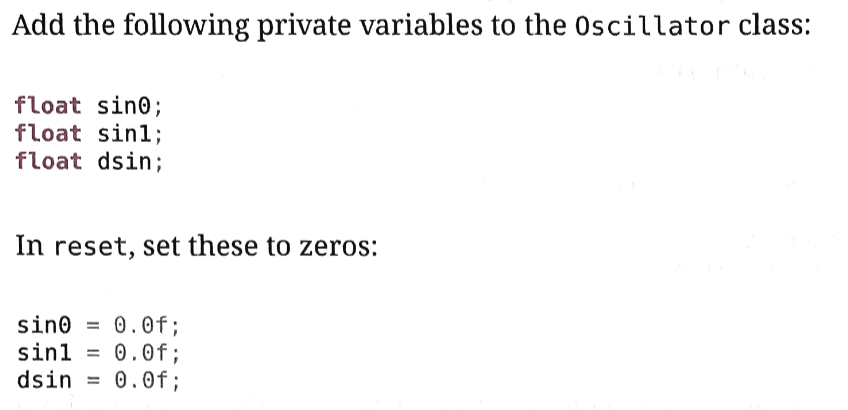 Add the following private variables to the Oscillator class:
float sin0;
float sin1;
float dsin;
In reset, set these to zeros:
sin0 = 0.0f;
sin1 = 0.0f;
dsin = 0.0f;